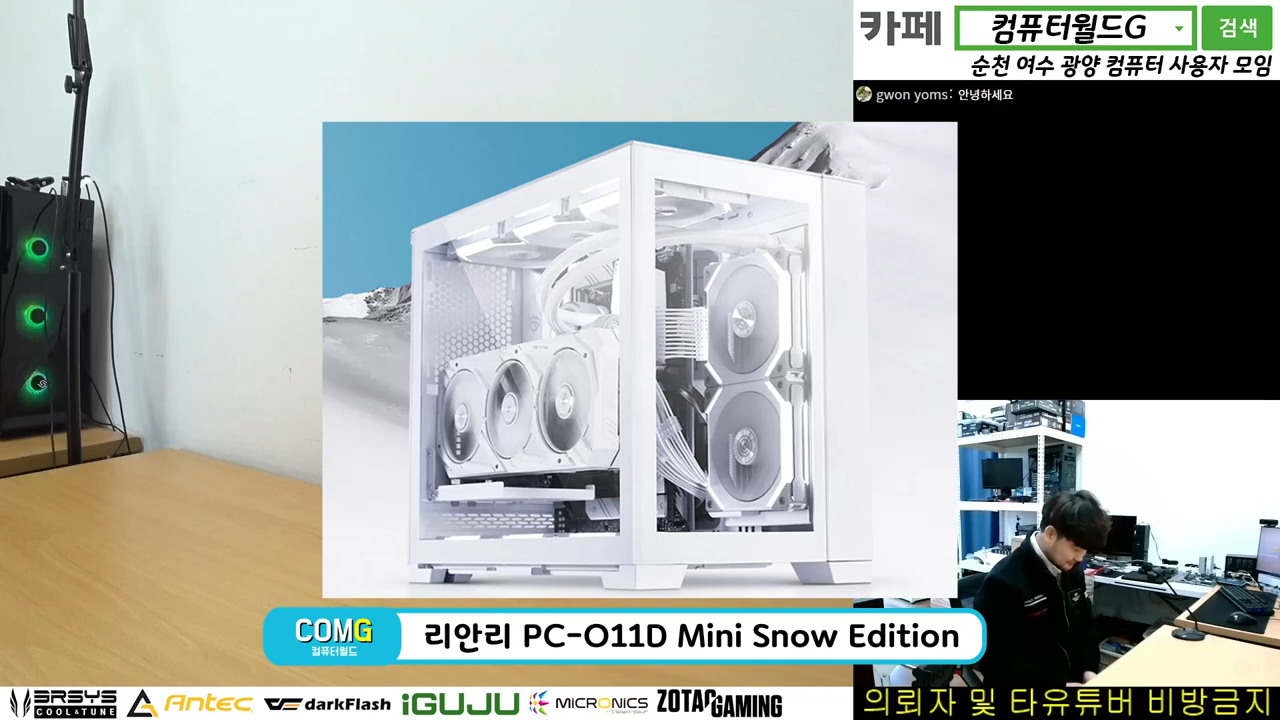 카페 컴퓨터월드G 검색
순천 여수 광양 컴퓨터 사용자 모임
gwon yoms: 안녕하세요
COMG
컴퓨터월드
리안리 PC-O11D Mini Snow Edition
3RSYS
COOL & TUNE
Antec
darkFlash
iGUJU
MICRONICS
ZOTAC GAMING
의뢰자 및 타유튜버 비방금지